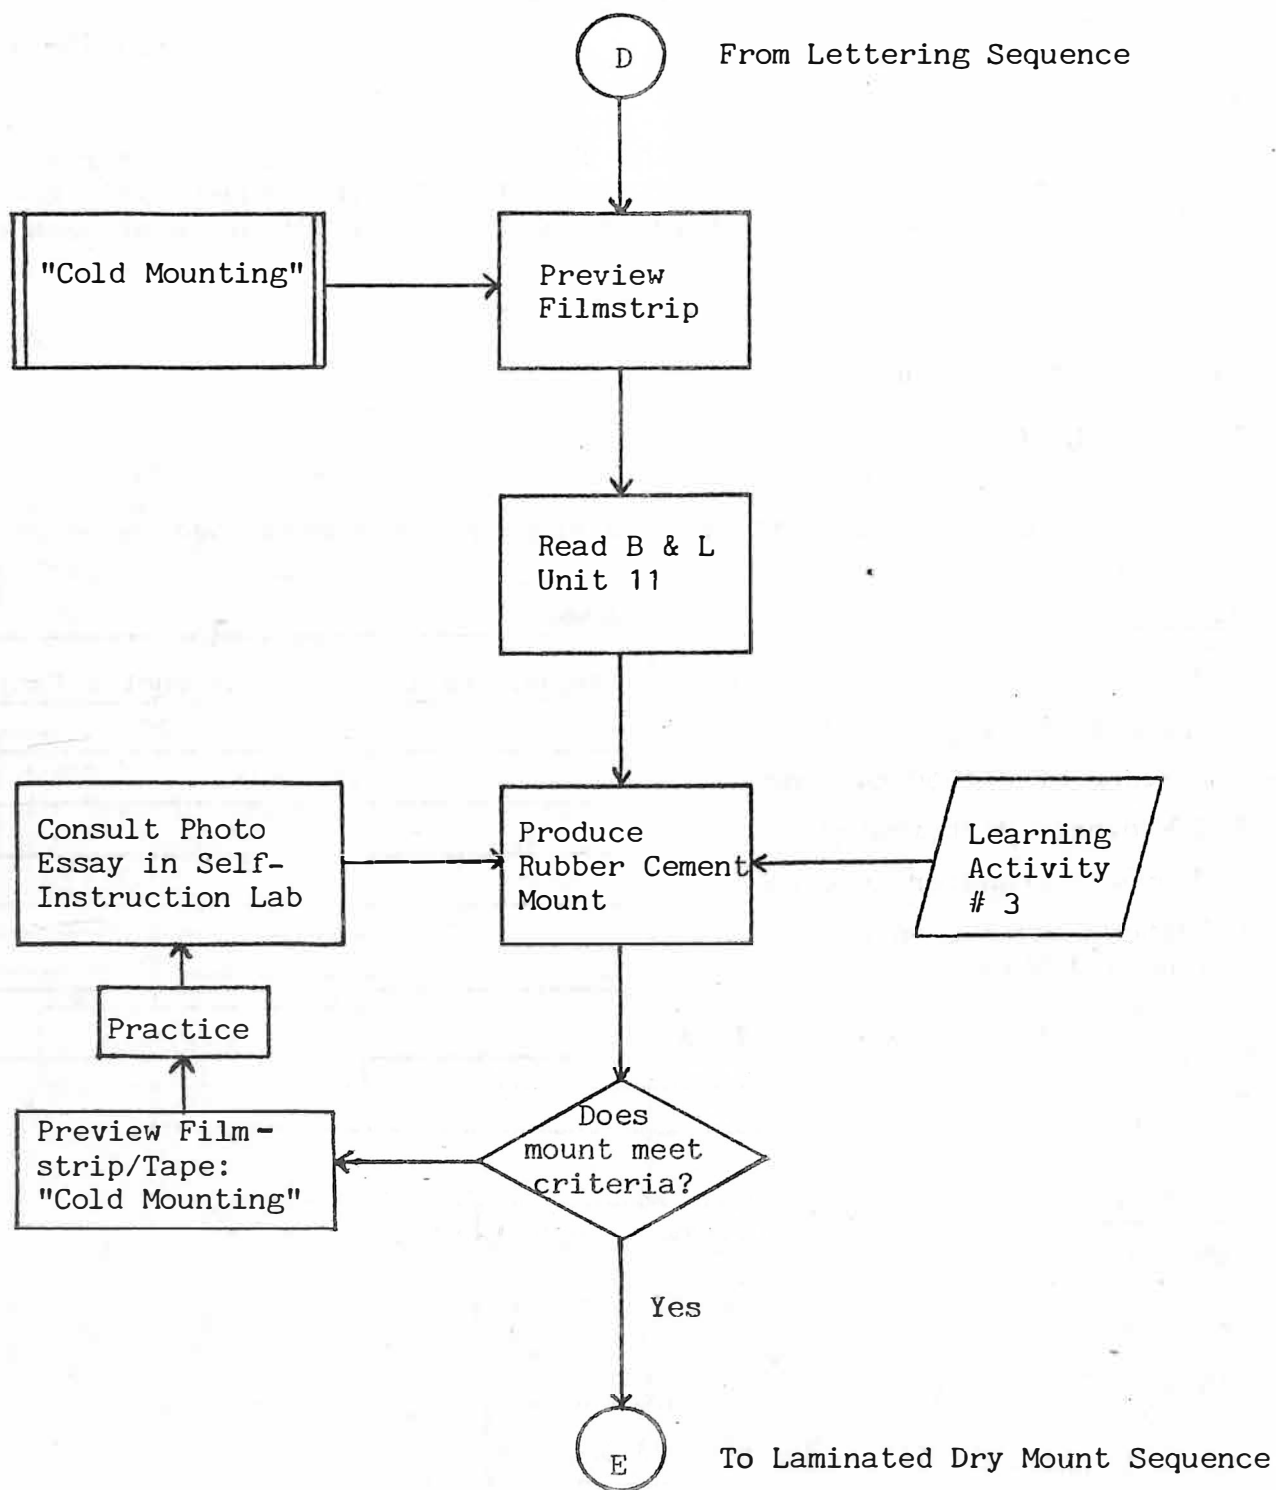 D
From Lettering Sequence
"Cold Mounting"
Preview
Filmstrip
Read B & L
Unit 11
Consult Photo
Essay in Self-
Instruction Lab
Produce
Rubber Cement
Mount
Learning
Activity
# 3
Practice
Preview Film-
strip/Tape:
"Cold Mounting"
Does
mount meet
criteria?
Yes
E
To Laminated Dry Mount Sequence